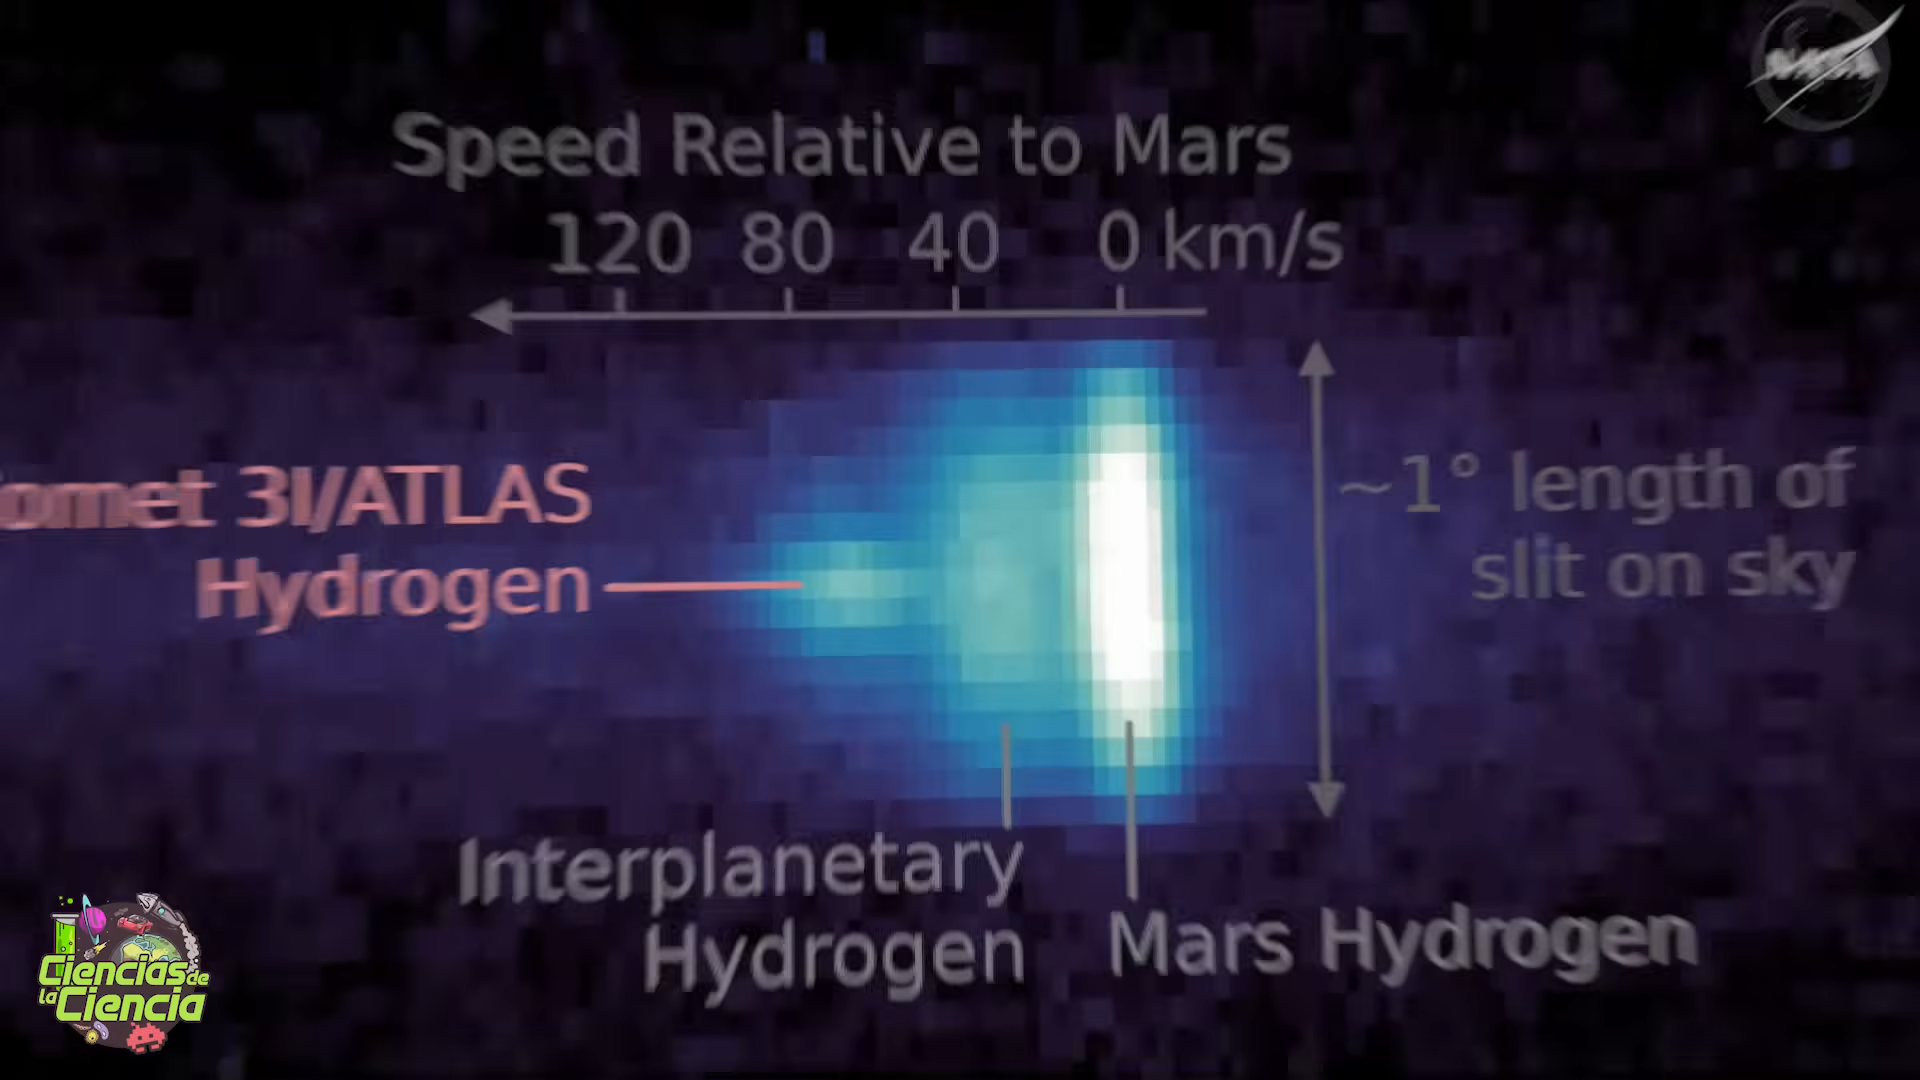 NASA
Speed Relative to Mars
120 80 40 0 km/s
omet 3I/ATLAS
Hydrogen
~1° length of
slit on sky
Interplanetary
Hydrogen
Mars Hydrogen
Ciencias de
la Ciencia